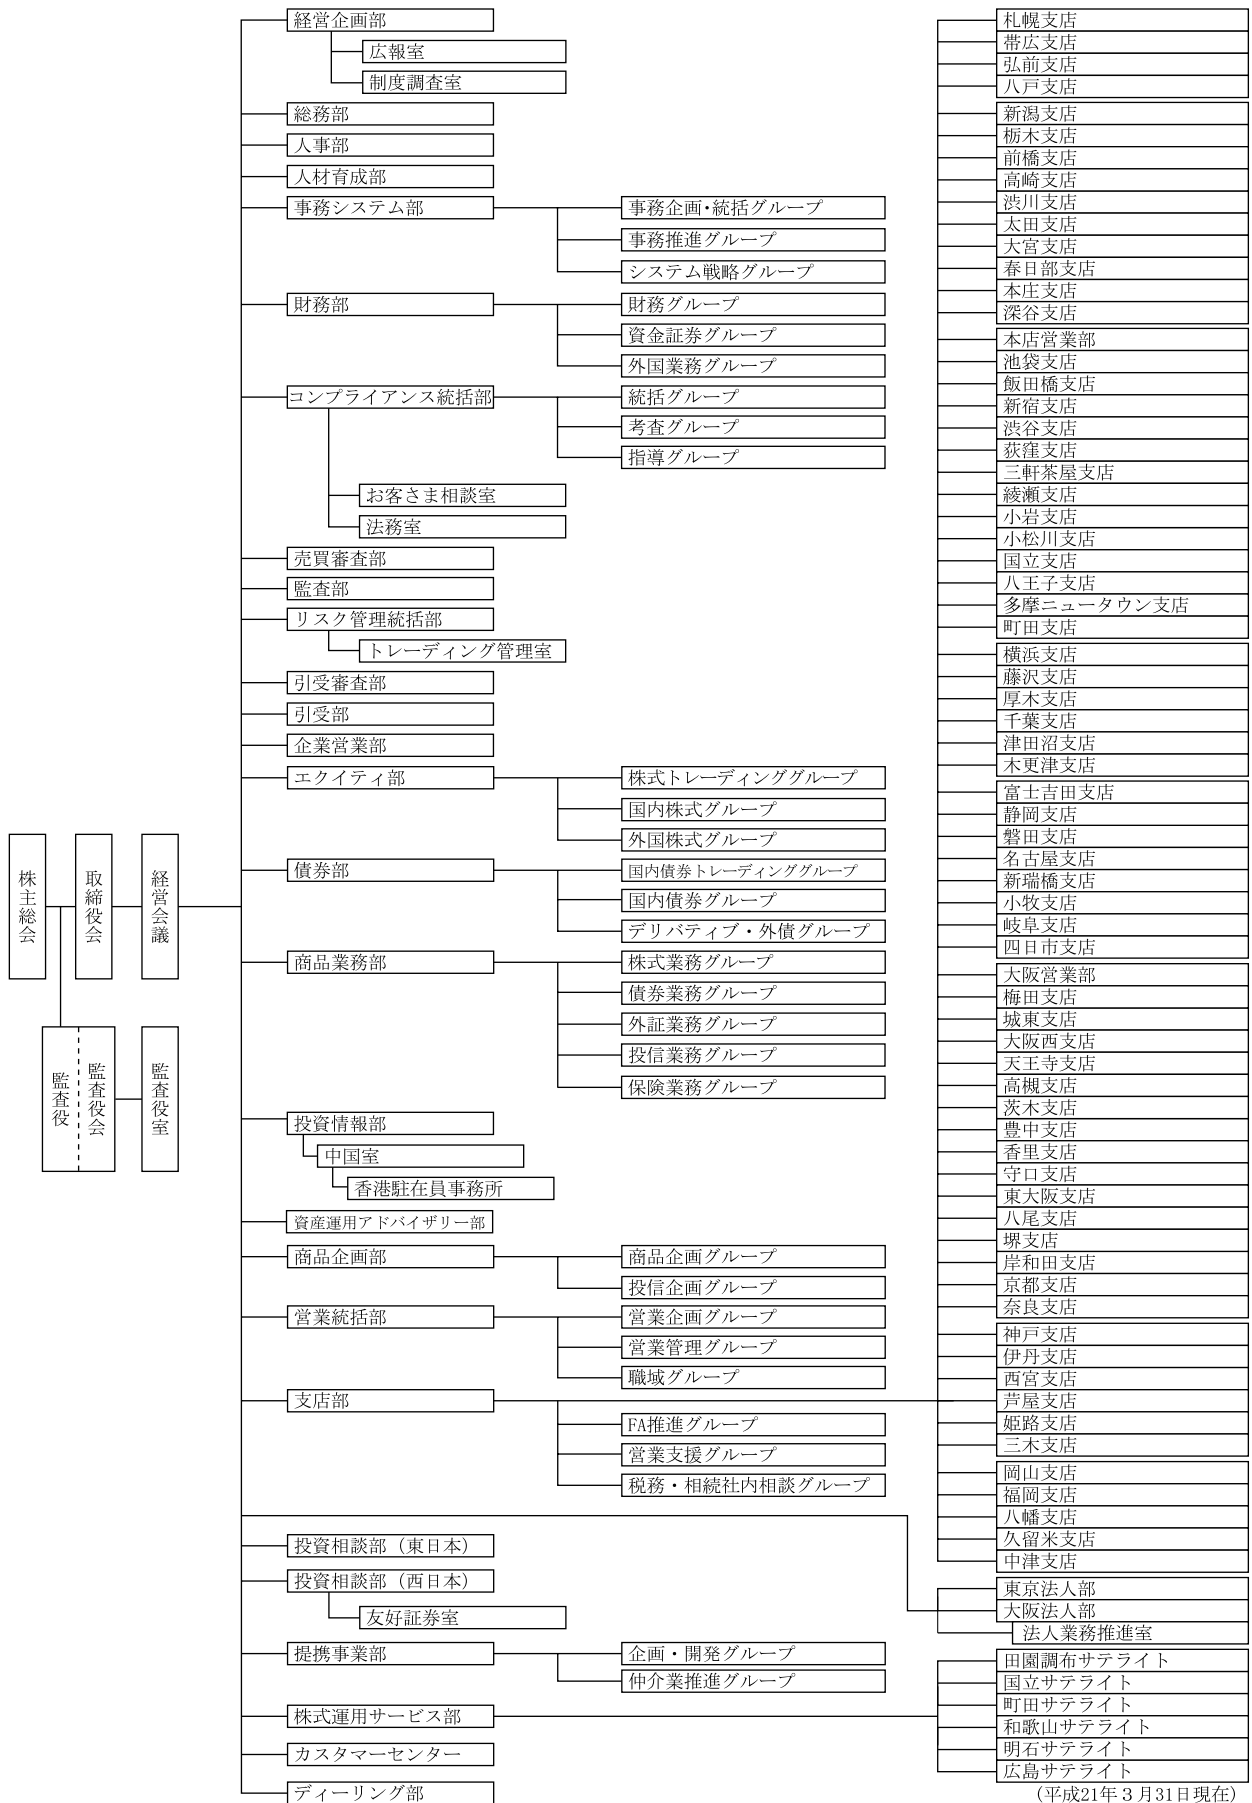 株主総会
取締役会
経営会議
監査役
監査役会
監査役室
経営企画部
広報室
制度調査室
総務部
人事部
人材育成部
事務システム部
事務企画・統括グループ
事務推進グループ
システム戦略グループ
財務部
財務グループ
資金証券グループ
外国業務グループ
コンプライアンス統括部
統括グループ
考査グループ
指導グループ
お客さま相談室
法務室
売買審査部
監査部
リスク管理統括部
トレーディング管理室
引受審査部
引受部
企業営業部
エクイティ部
株式トレーディンググループ
国内株式グループ
外国株式グループ
債券部
国内債券トレーディンググループ
国内債券グループ
デリバティブ・外債グループ
商品業務部
株式業務グループ
債券業務グループ
外証業務グループ
投信業務グループ
保険業務グループ
投資情報部
中国室
香港駐在員事務所
資産運用アドバイザリー部
商品企画部
商品企画グループ
投信企画グループ
営業統括部
営業企画グループ
営業管理グループ
職域グループ
支店部
FA推進グループ
営業支援グループ
税務・相続社内相談グループ
投資相談部（東日本）
投資相談部（西日本）
友好証券室
提携事業部
企画・開発グループ
仲介業推進グループ
株式運用サービス部
カスタマーセンター
ディーリング部
札幌支店
帯広支店
弘前支店
八戸支店
新潟支店
栃木支店
前橋支店
高崎支店
渋川支店
太田支店
大宮支店
春日部支店
本庄支店
深谷支店
本店営業部
池袋支店
飯田橋支店
新宿支店
渋谷支店
荻窪支店
三軒茶屋支店
綾瀬支店
小岩支店
小松川支店
国立支店
八王子支店
多摩ニュータウン支店
町田支店
横浜支店
藤沢支店
厚木支店
千葉支店
津田沼支店
木更津支店
富士吉田支店
静岡支店
磐田支店
名古屋支店
新瑞橋支店
小牧支店
岐阜支店
四日市支店
大阪営業部
梅田支店
城東支店
大阪西支店
天王寺支店
高槻支店
茨木支店
豊中支店
香里支店
守口支店
東大阪支店
八尾支店
堺支店
岸和田支店
京都支店
奈良支店
神戸支店
伊丹支店
西宮支店
芦屋支店
姫路支店
三木支店
岡山支店
福岡支店
八幡支店
久留米支店
中津支店
東京法人部
大阪法人部
法人業務推進室
田園調布サテライト
国立サテライト
町田サテライト
和歌山サテライト
明石サテライト
広島サテライト
（平成21年３月31日現在）